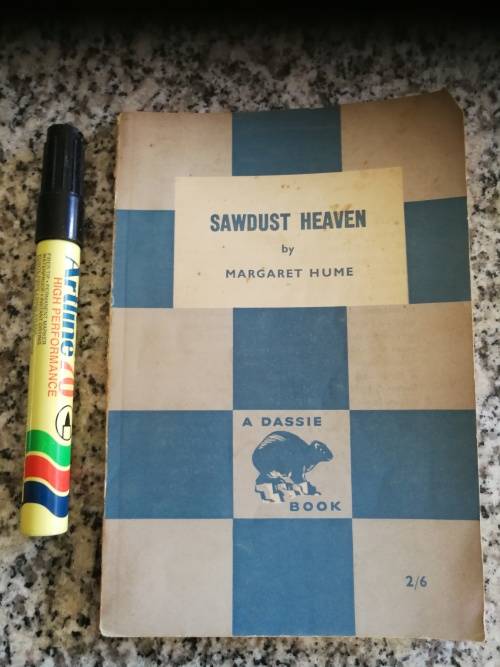 Artline 70
HIGH PERFORMANCE
SAWDUST HEAVEN
by
MARGARET HUME
A DASSIE
BOOK
2/6